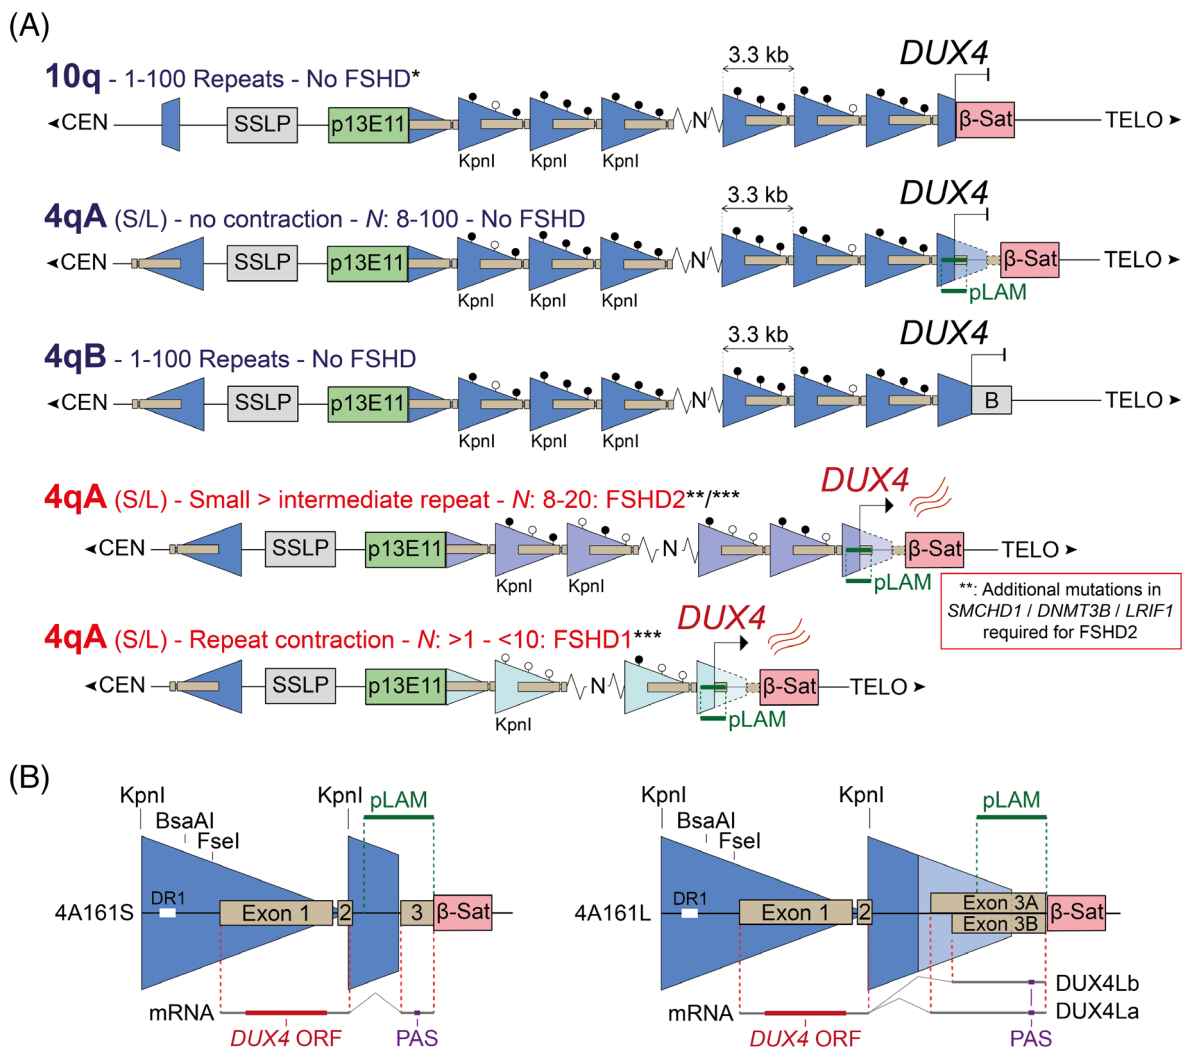 (A)
10q - 1-100 Repeats - No FSHD*
3.3 kb
DUX4
◄CEN
SSLP
p13E11
KpnI
KpnI
KpnI
N
β-Sat
TELO➤
4qA (S/L) - no contraction - N: 8-100 - No FSHD
3.3 kb
DUX4
◄CEN
SSLP
p13E11
KpnI
KpnI
KpnI
N
β-Sat
pLAM
TELO➤
4qB - 1-100 Repeats - No FSHD
3.3 kb
DUX4
◄CEN
SSLP
p13E11
KpnI
KpnI
KpnI
N
B
TELO➤
4qA (S/L) - Small > intermediate repeat - N: 8-20: FSHD2**/***
DUX4
◄CEN
SSLP
p13E11
KpnI
KpnI
N
β-Sat
pLAM
TELO➤
**: Additional mutations in
SMCHD1 / DNMT3B / LRIF1
required for FSHD2
4qA (S/L) - Repeat contraction - N: >1 - <10: FSHD1***
DUX4
◄CEN
SSLP
p13E11
KpnI
N
β-Sat
pLAM
TELO➤
(B)
KpnI
BsaAI
FseI
KpnI
pLAM
4A161S
DR1
Exon 1
2
3
β-Sat
mRNA
DUX4 ORF
PAS
KpnI
BsaAI
FseI
KpnI
pLAM
4A161L
DR1
Exon 1
2
Exon 3A
Exon 3B
β-Sat
DUX4Lb
mRNA
DUX4La
DUX4 ORF
PAS